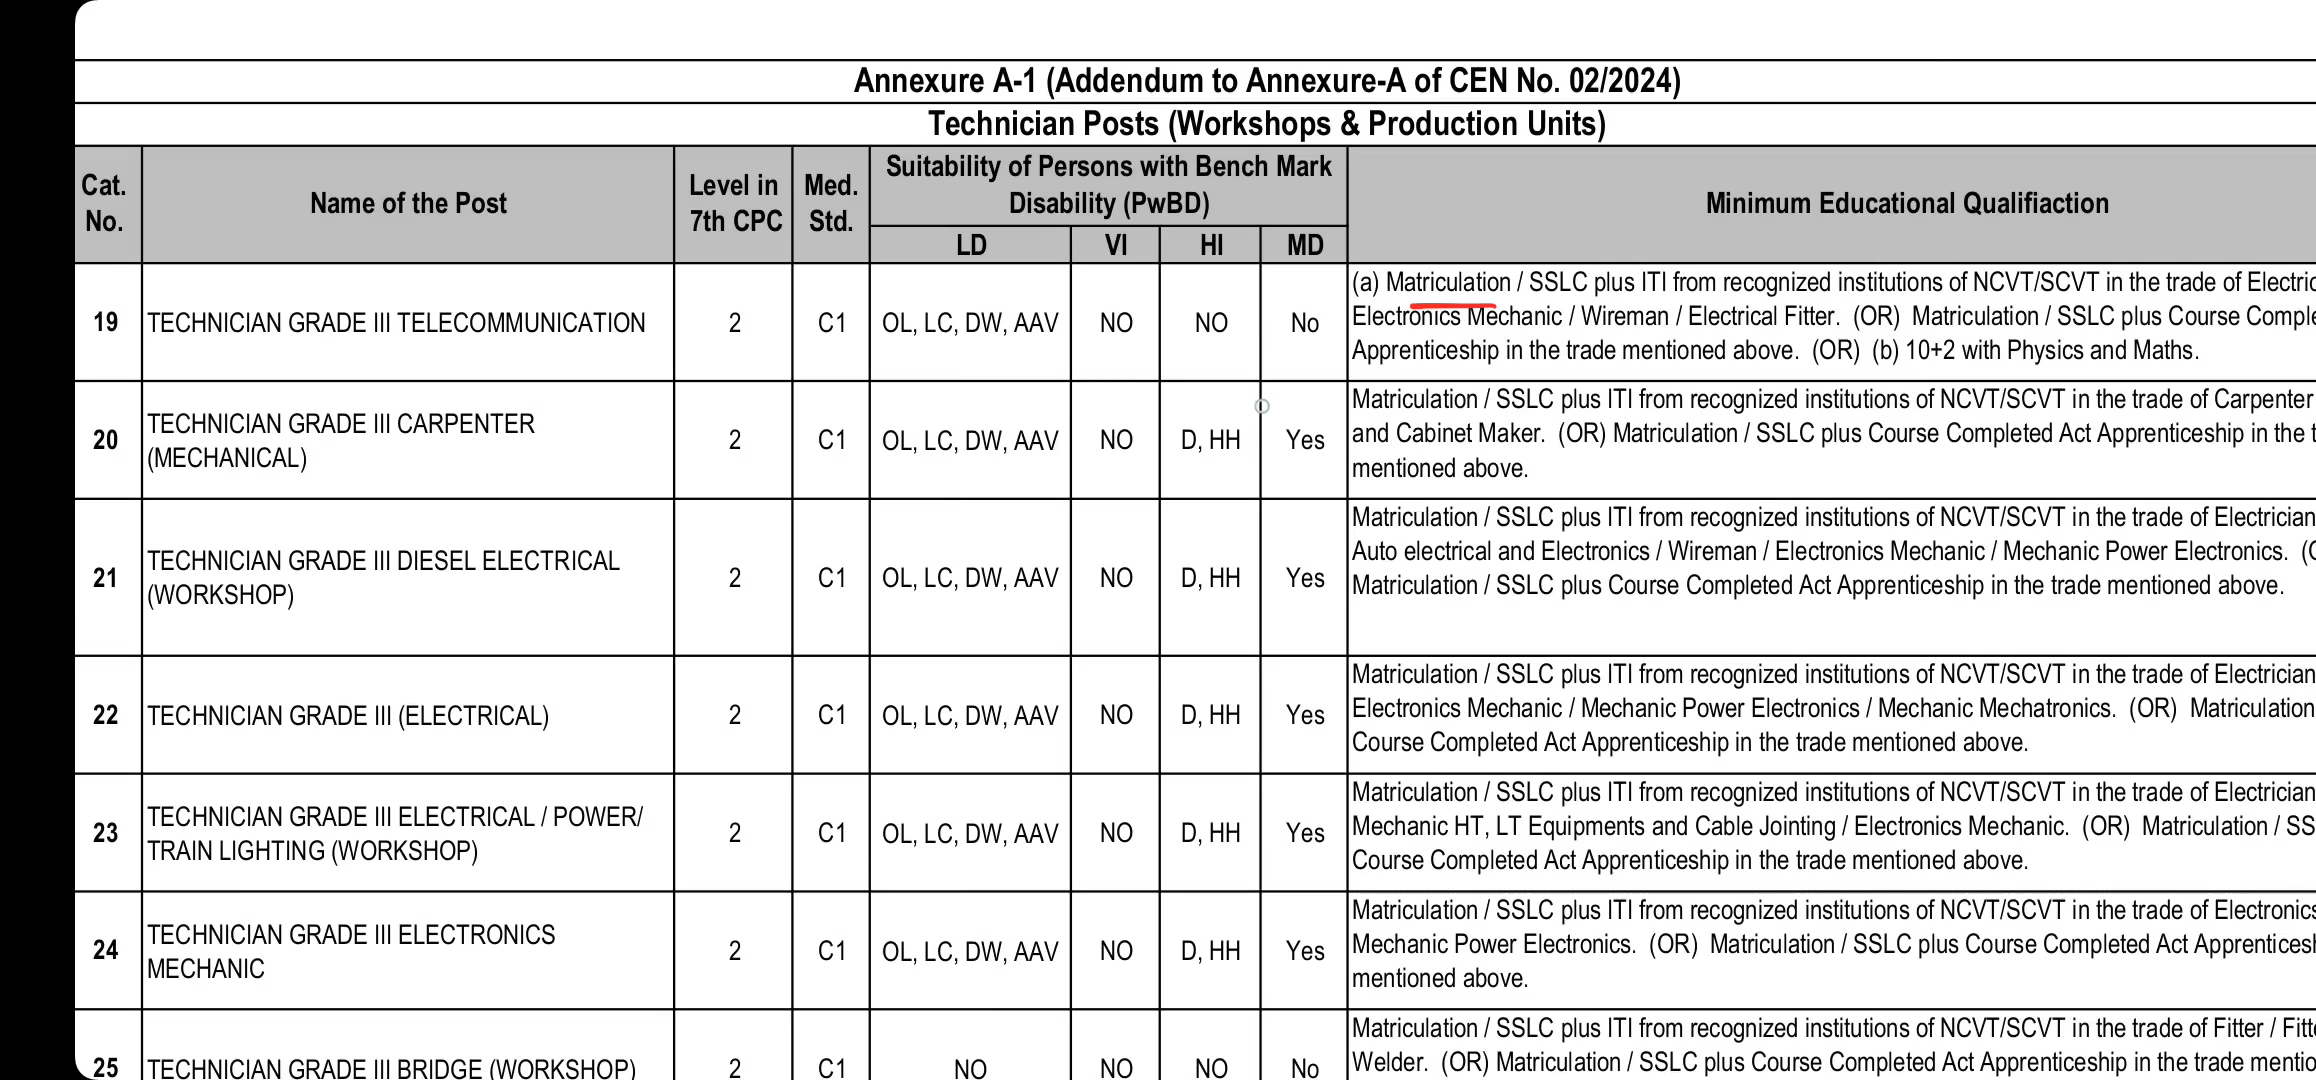 Annexure A-1 (Addendum to Annexure-A of CEN No. 02/2024)
Technician Posts (Workshops & Production Units)
Cat. No.
Name of the Post
Level in 7th CPC
Med. Std.
Suitability of Persons with Bench Mark
Disability (PwBD)
LD VI HI MD
Minimum Educational Qualifiaction
19
TECHNICIAN GRADE III TELECOMMUNICATION
2 C1 OL, LC, DW, AAV NO NO No
(a) Matriculation / SSLC plus ITI from recognized institutions of NCVT/SCVT in the trade of
Electronics Mechanic / Wireman / Electrical Fitter. (OR) Matriculation / SSLC plus Course
Apprenticeship in the trade mentioned above. (OR) (b) 10+2 with Physics and Maths.
20
TECHNICIAN GRADE III CARPENTER
(MECHANICAL)
2 C1 OL, LC, DW, AAV NO D, HH Yes
Matriculation / SSLC plus ITI from recognized institutions of NCVT/SCVT in the trade of Carpenter
and Cabinet Maker. (OR) Matriculation / SSLC plus Course Completed Act Apprenticeship in the
mentioned above.
21
TECHNICIAN GRADE III DIESEL ELECTRICAL
(WORKSHOP)
2 C1 OL, LC, DW, AAV NO D, HH Yes
Matriculation / SSLC plus ITI from recognized institutions of NCVT/SCVT in the trade of Electrician
Auto electrical and Electronics / Wireman / Electronics Mechanic / Mechanic Power Electronics.
Matriculation / SSLC plus Course Completed Act Apprenticeship in the trade mentioned above.
22
TECHNICIAN GRADE III (ELECTRICAL)
2 C1 OL, LC, DW, AAV NO D, HH Yes
Matriculation / SSLC plus ITI from recognized institutions of NCVT/SCVT in the trade of Electrician
Electronics Mechanic / Mechanic Power Electronics / Mechanic Mechatronics. (OR) Matriculation
Course Completed Act Apprenticeship in the trade mentioned above.
23
TECHNICIAN GRADE III ELECTRICAL / POWER/
TRAIN LIGHTING (WORKSHOP)
2 C1 OL, LC, DW, AAV NO D, HH Yes
Matriculation / SSLC plus ITI from recognized institutions of NCVT/SCVT in the trade of Electrician
Mechanic HT, LT Equipments and Cable Jointing / Electronics Mechanic. (OR) Matriculation /
Course Completed Act Apprenticeship in the trade mentioned above.
24
TECHNICIAN GRADE III ELECTRONICS
MECHANIC
2 C1 OL, LC, DW, AAV NO D, HH Yes
Matriculation / SSLC plus ITI from recognized institutions of NCVT/SCVT in the trade of Electronics
Mechanic Power Electronics. (OR) Matriculation / SSLC plus Course Completed Act
mentioned above.
25
TECHNICIAN GRADE III BRIDGE (WORKSHOP)
2 C1 NO NO NO No
Matriculation / SSLC plus ITI from recognized institutions of NCVT/SCVT in the trade of Fitter /
Welder. (OR) Matriculation / SSLC plus Course Completed Act Apprenticeship in the trade